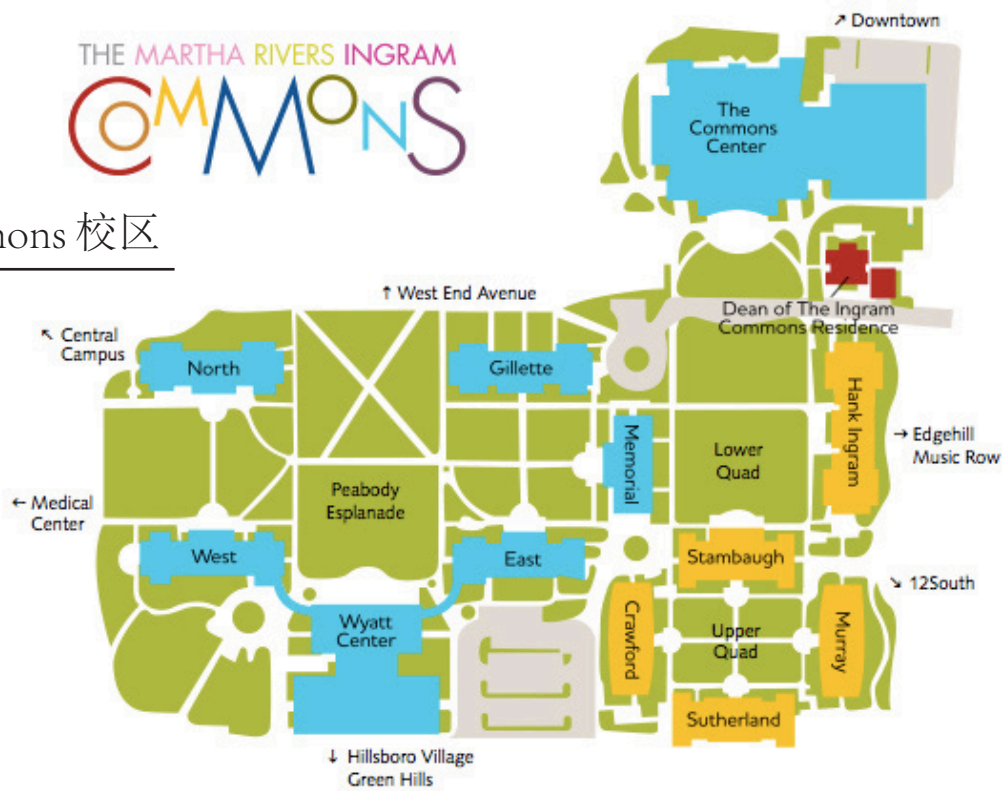 THE MARTHA RIVERS INGRAM
COMMONS
mons 校区
↗ Downtown
The
Commons
Center
Dean of The Ingram
Commons Residence
↑ West End Avenue
↖ Central
Campus
North
Gillette
Memorial
Lower
Quad
Hank Ingram
→ Edgehill
Music Row
Peabody
Esplanade
← Medical
Center
West
East
Stambaugh
↘ 12South
Wyatt
Center
Crawford
Upper
Quad
Murray
Sutherland
↓ Hillsboro Village
Green Hills